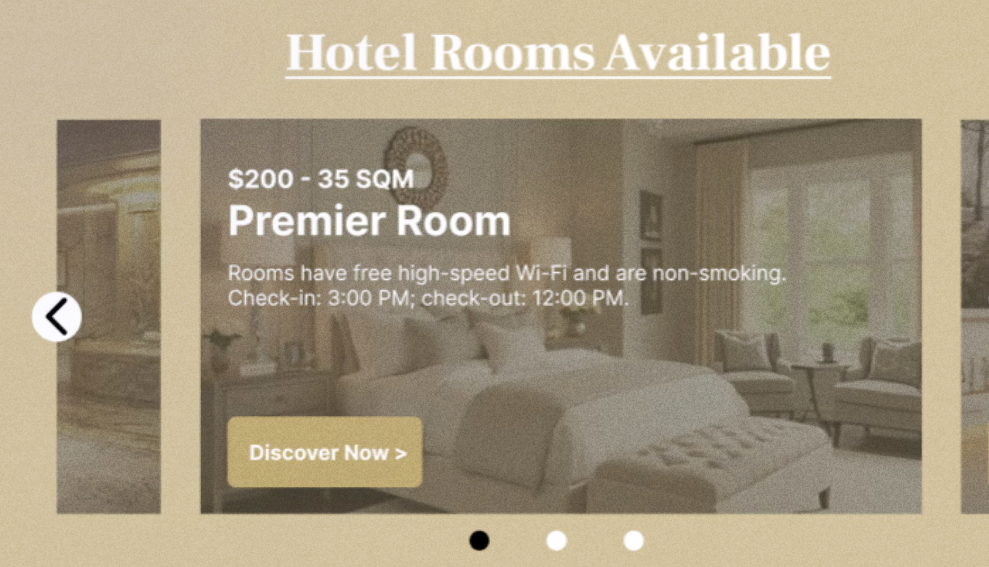 Hotel Rooms Available
$200 - 35 SQM
Premier Room
Rooms have free high-speed Wi-Fi and are non-smoking.
Check-in: 3:00 PM; check-out: 12:00 PM.
Discover Now >